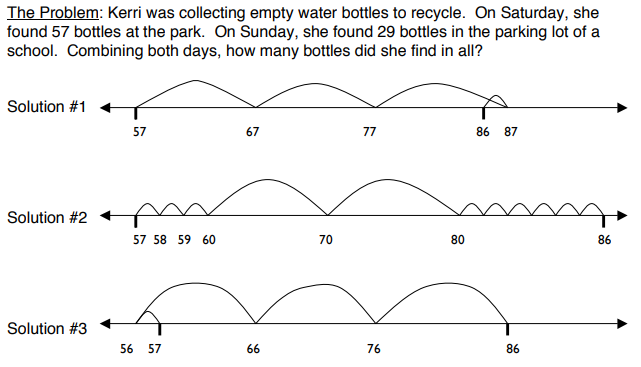 The Problem: Kerri was collecting empty water bottles to recycle. On Saturday, she
found 57 bottles at the park. On Sunday, she found 29 bottles in the parking lot of a
school. Combining both days, how many bottles did she find in all?
Solution #1
57 67 77 86 87
Solution #2
57 58 59 60 70 80 86
Solution #3
56 57 66 76 86